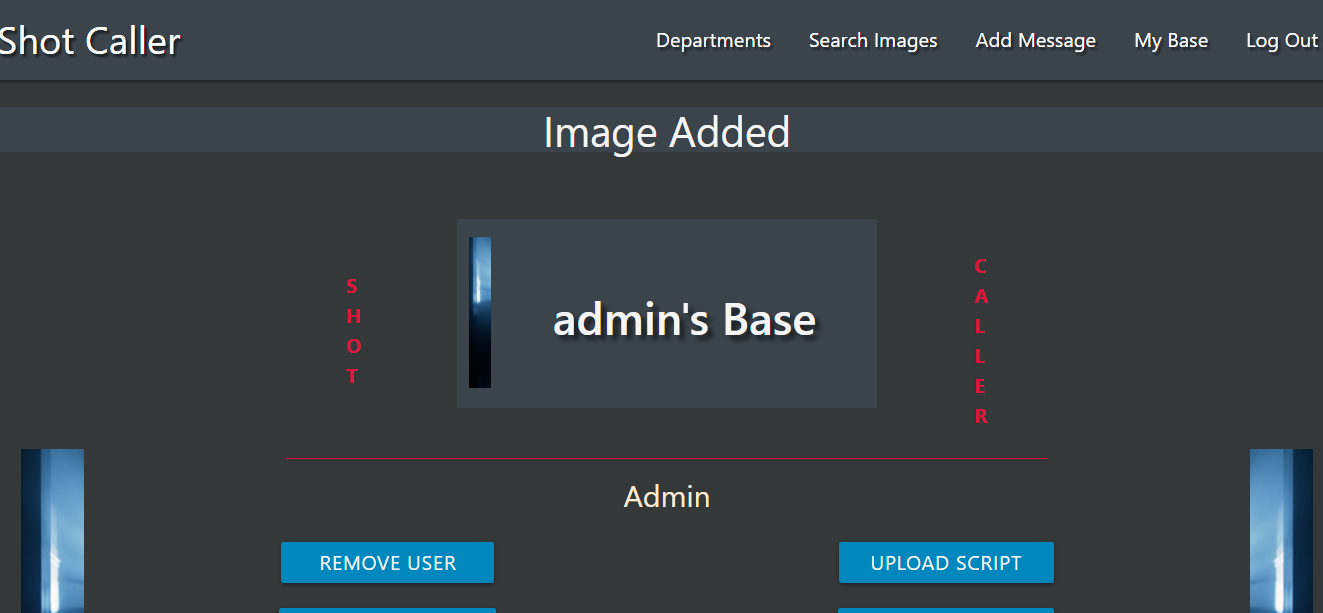 Shot Caller
Departments
Search Images
Add Message
My Base
Log Out
Image Added
S
H
O
T
admin's Base
C
A
L
L
E
R
Admin
REMOVE USER
UPLOAD SCRIPT